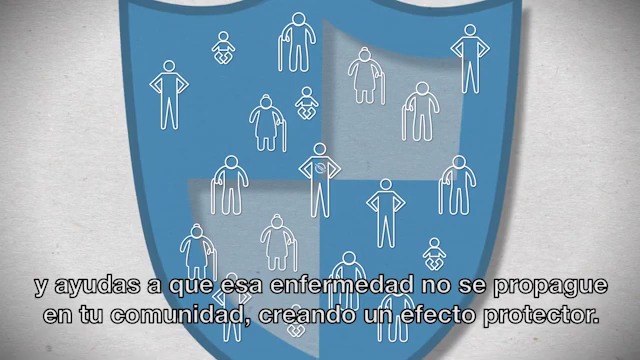 y ayudas a que esa enfermedad no se propague
en tu comunidad, creando un efecto protector.